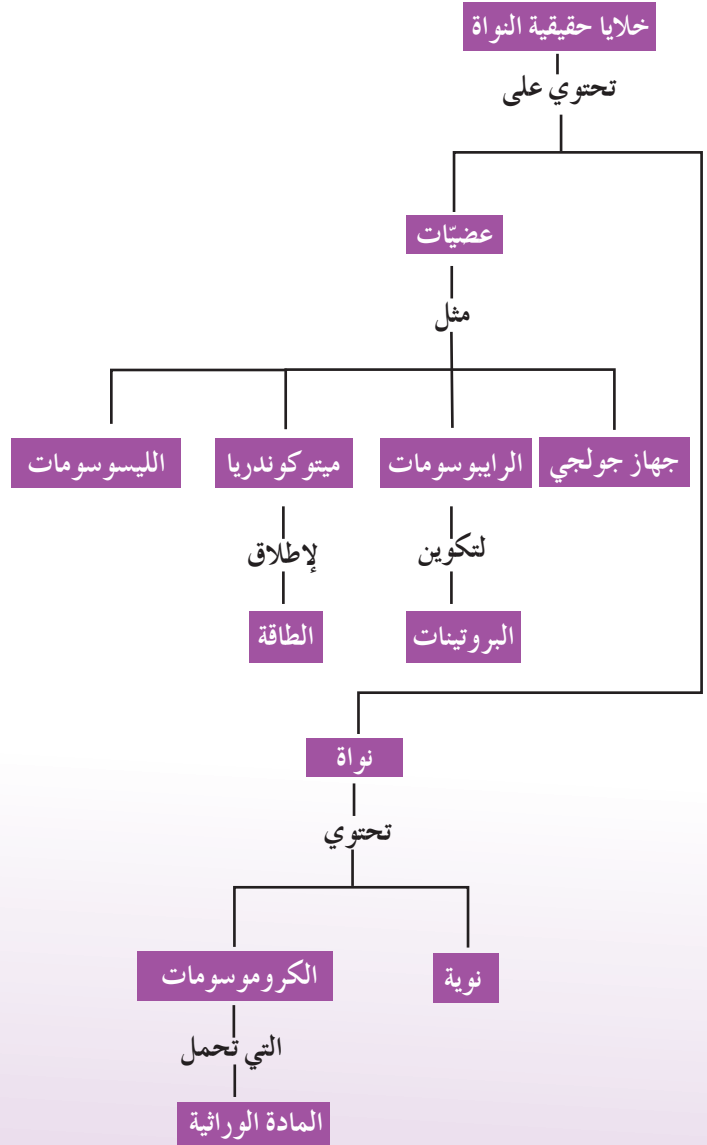 خلايا حقيقية النواة
تحتوي على
عضيّات
مثل
جهاز جولجي
الرايبوسومات
ميتوكوندريا
الليسوسومات
لتكوين
لإطلاق
البروتينات
الطاقة
نواة
تحتوي
نوية
الكروموسومات
التي تحمل
المادة الوراثية